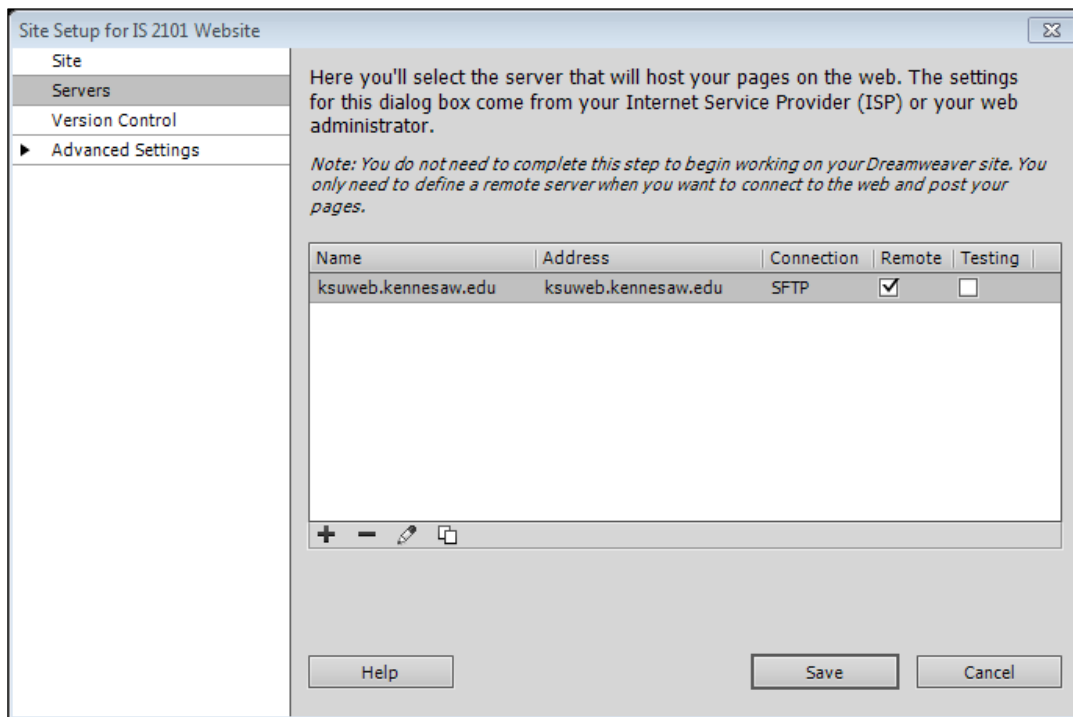 Site Setup for IS 2101 Website
Site
Servers
Version Control
Advanced Settings
Here you'll select the server that will host your pages on the web. The settings
for this dialog box come from your Internet Service Provider (ISP) or your web
administrator.
Note: You do not need to complete this step to begin working on your Dreamweaver site. You
only need to define a remote server when you want to connect to the web and post your
pages.
Name Address Connection Remote Testing
ksuweb.kennesaw.edu ksuweb.kennesaw.edu SFTP
Help Save Cancel